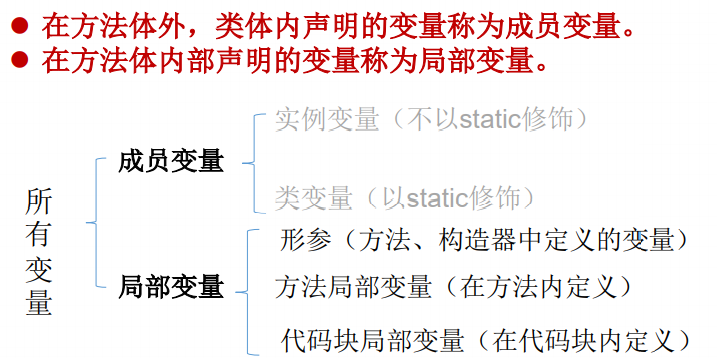 ● 在方法体外，类体内声明的变量称为成员变量。
● 在方法体内部声明的变量称为局部变量。
所有变量
成员变量
实例变量（不以static修饰）
类变量（以static修饰）
局部变量
形参（方法、构造器中定义的变量）
方法局部变量（在方法内定义）
代码块局部变量（在代码块内定义）